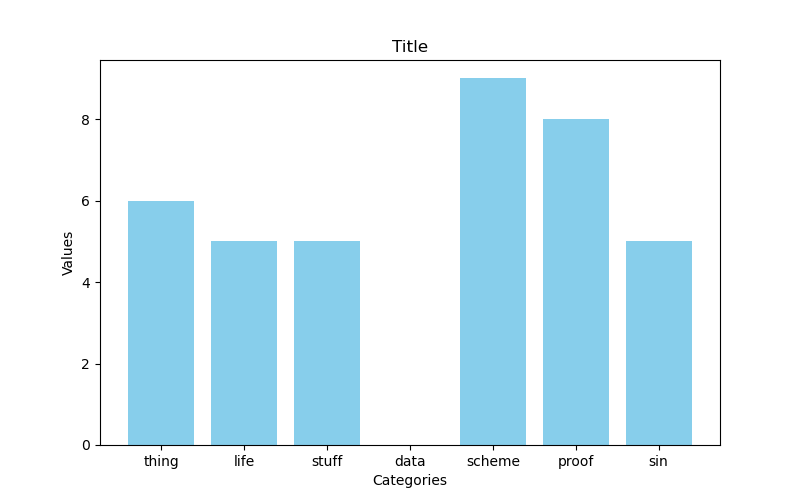 Title
Values
8
6
4
2
0
thing life stuff data scheme proof sin
Categories